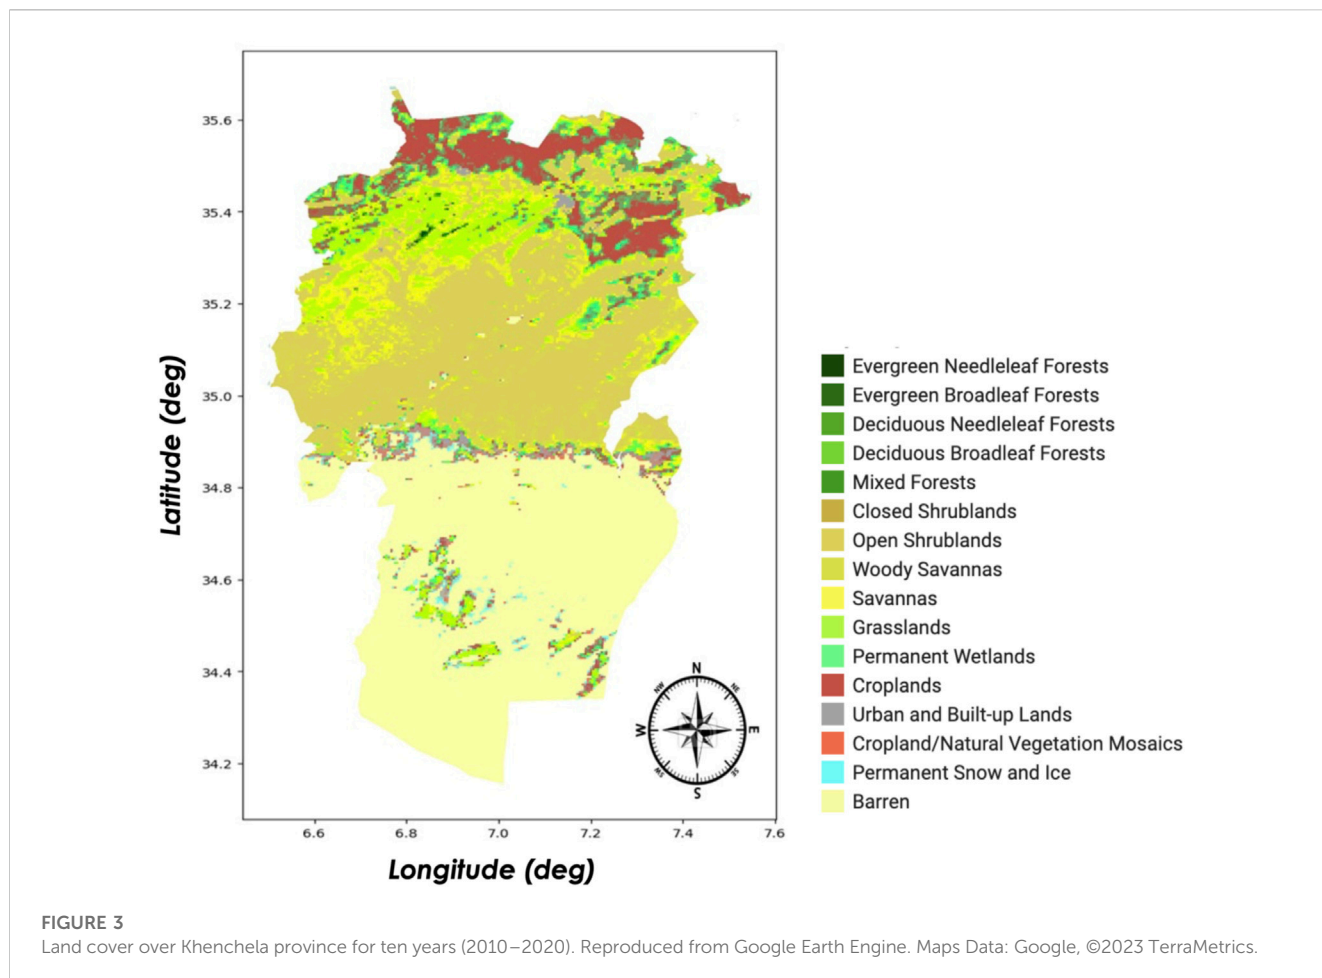 35.6
35.4
35.2
35.0
34.8
34.6
34.4
34.2
Latitude (deg)
6.6 6.8 7.0 7.2 7.4 7.6
Longitude (deg)
N
NE
E
SE
S
SW
W
NW
Evergreen Needleleaf Forests
Evergreen Broadleaf Forests
Deciduous Needleleaf Forests
Deciduous Broadleaf Forests
Mixed Forests
Closed Shrublands
Open Shrublands
Woody Savannas
Savannas
Grasslands
Permanent Wetlands
Croplands
Urban and Built-up Lands
Cropland/Natural Vegetation Mosaics
Permanent Snow and Ice
Barren
FIGURE 3
Land cover over Khenchela province for ten years (2010–2020). Reproduced from Google Earth Engine. Maps Data: Google, ©2023 TerraMetrics.